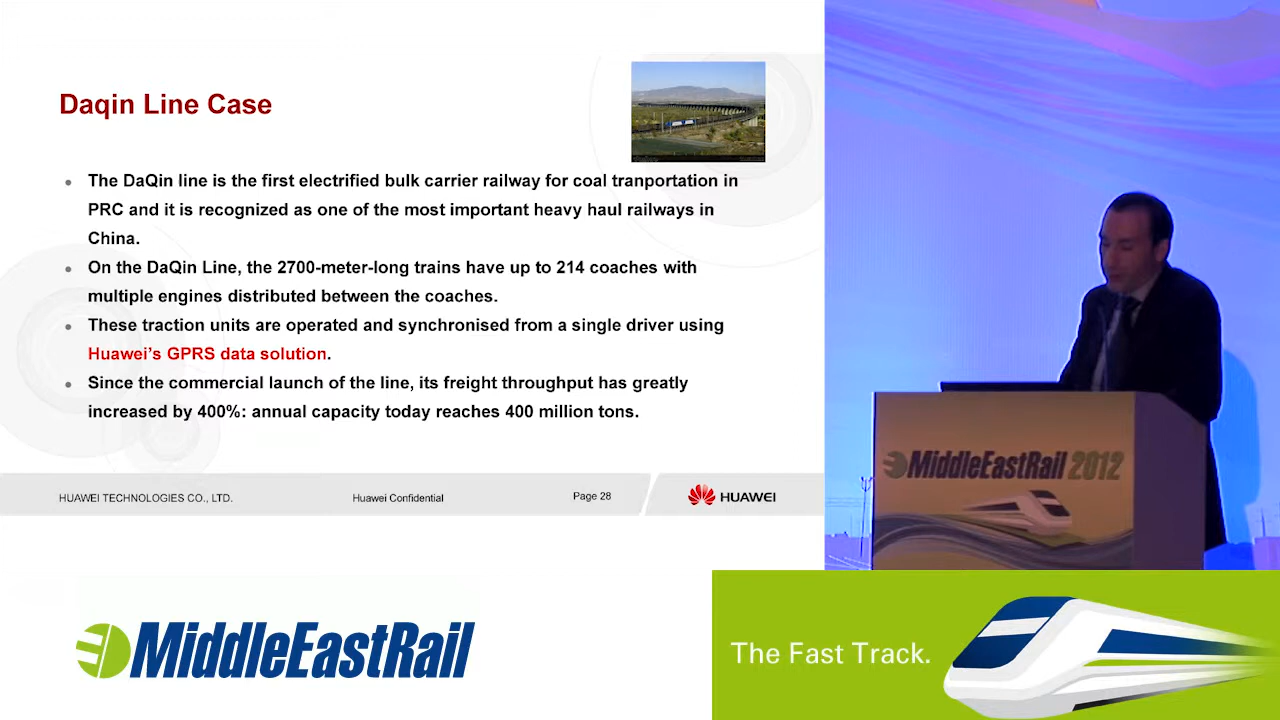 Daqin Line Case
The DaQin line is the first electrified bulk carrier railway for coal tranportation in
PRC and it is recognized as one of the most important heavy haul railways in
China.
On the DaQin Line, the 2700-meter-long trains have up to 214 coaches with
multiple engines distributed between the coaches.
These traction units are operated and synchronised from a single driver using
Huawei's GPRS data solution.
Since the commercial launch of the line, its freight throughput has greatly
increased by 400%: annual capacity today reaches 400 million tons.
HUAWEI TECHNOLOGIES CO., LTD.
Huawei Confidential
Page 28
HUAWEI
MiddleEastRail 2012
MiddleEastRail
The Fast Track.